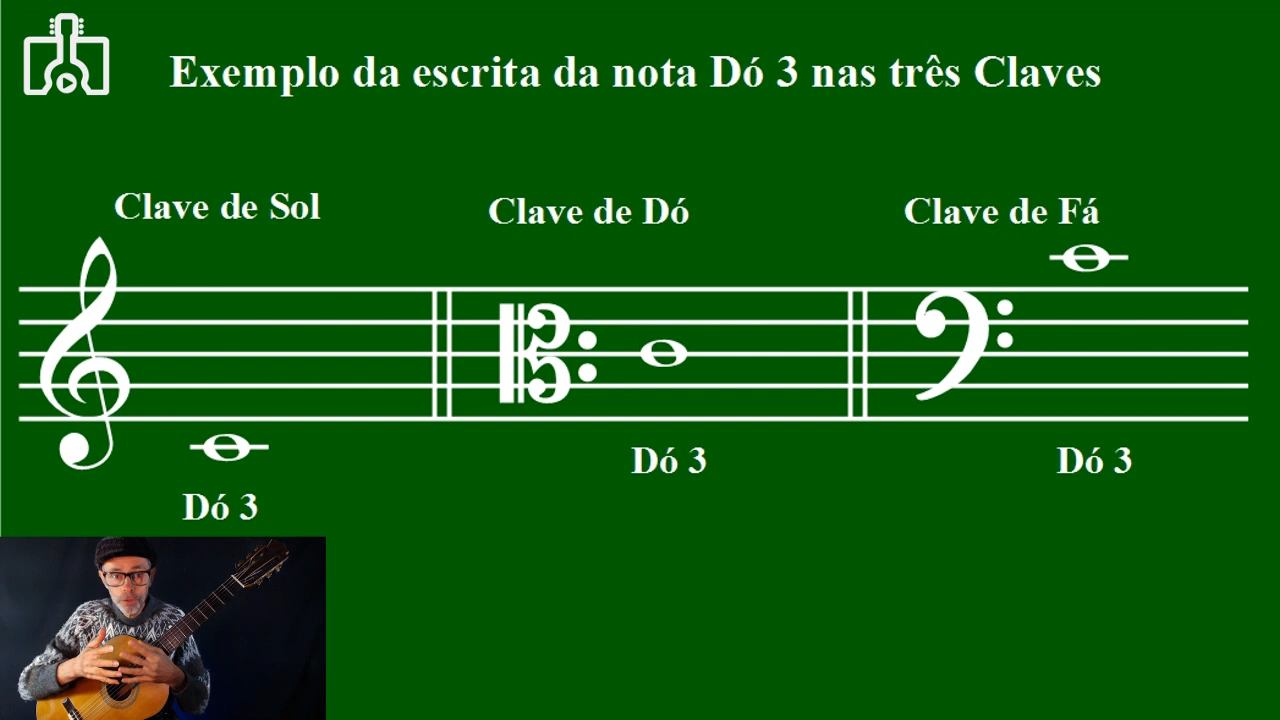 Exemplo da escrita da nota Dó 3 nas três Claves
Clave de Sol
Clave de Dó
Clave de Fá
Dó 3
Dó 3
Dó 3